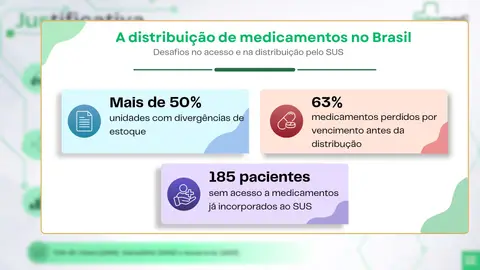 Justificativa
A distribuição de medicamentos no Brasil
Desafios no acesso e na distribuição pelo SUS
Mais de 50%
unidades com divergências de
estoque
63%
medicamentos perdidos por
vencimento antes da
distribuição
185 pacientes
sem acesso a medicamentos
já incorporados ao SUS